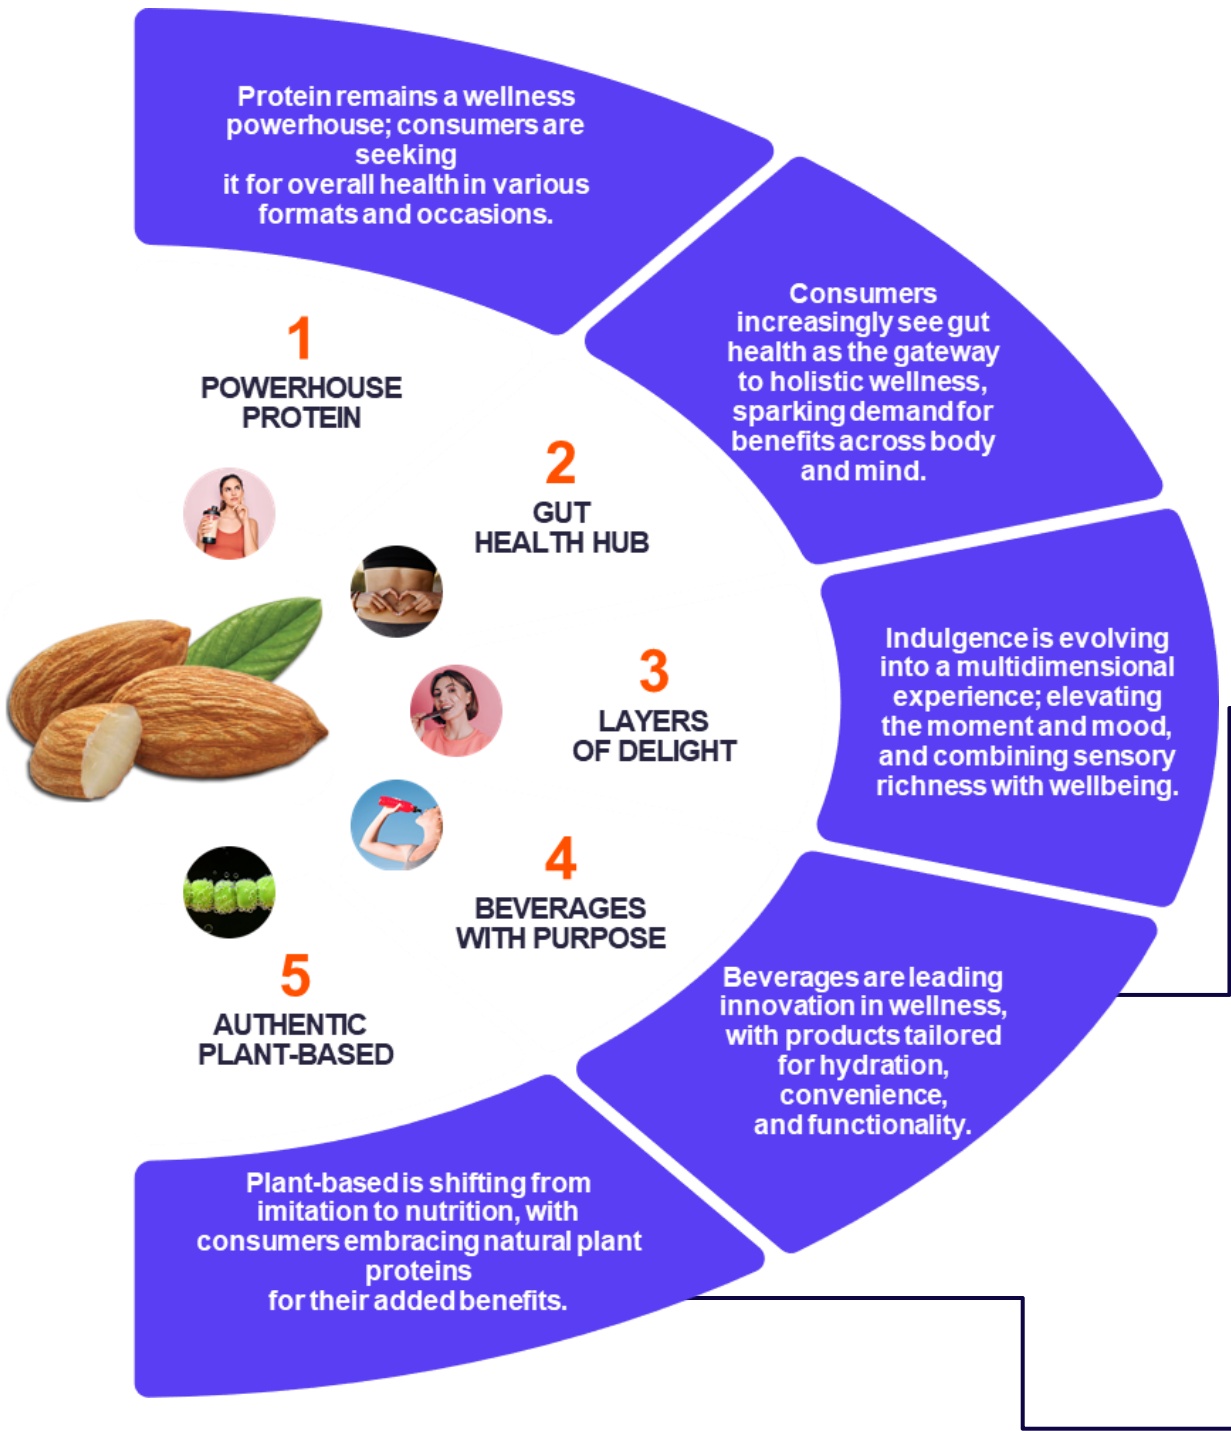 Protein remains a wellness
powerhouse; consumers are
seeking
it for overall health in various
formats and occasions.
1
POWERHOUSE
PROTEIN
Consumers
increasingly see gut
health as the gateway
to holistic wellness,
sparking demand for
benefits across body
and mind.
2
GUT
HEALTH HUB
Indulgence is evolving
into a multidimensional
experience; elevating
the moment and mood,
and combining sensory
richness with wellbeing.
3
LAYERS
OF DELIGHT
4
BEVERAGES
WITH PURPOSE
Beverages are leading
innovation in wellness,
with products tailored
for hydration,
convenience,
and functionality.
5
AUTHENTIC
PLANT-BASED
Plant-based is shifting from
imitation to nutrition, with
consumers embracing natural plant
proteins
for their added benefits.